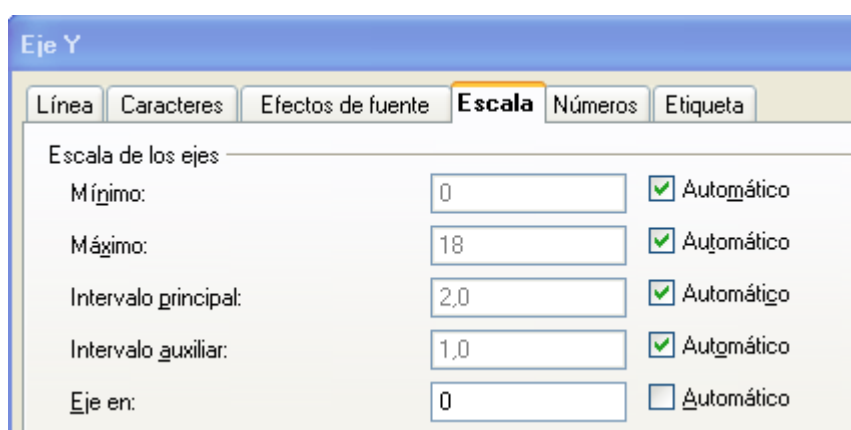 Eje Y
Línea Caracteres Efectos de fuente Escala Números Etiqueta
Escala de los ejes
Mínimo: 0 Automático
Máximo: 18 Automático
Intervalo principal: 2,0 Automático
Intervalo auxiliar: 1,0 Automático
Eje en: 0 Automático